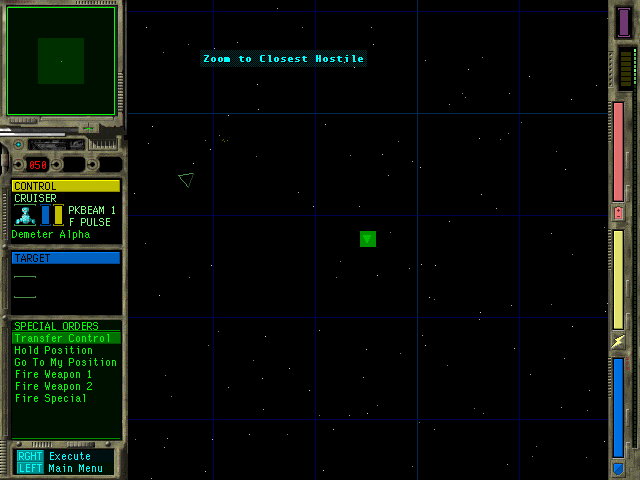 Zoom to Closest Hostile
050
CONTROL
CRUISER
PKBEAM 1
F PULSE
Demeter Alpha
TARGET
SPECIAL ORDERS
Transfer Control
Hold Position
Go To My Position
Fire Weapon 1
Fire Weapon 2
Fire Special
RGHT Execute
LEFT Main Menu